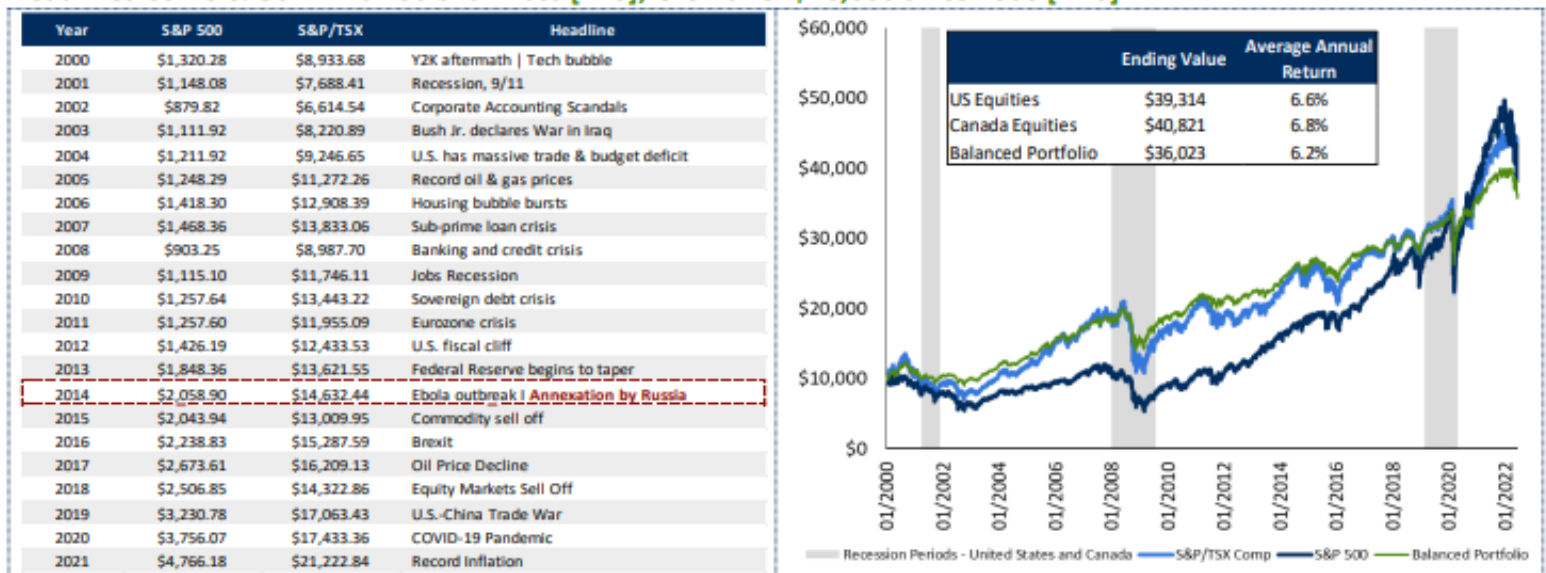 Year S&P 500 S&P/TSX Headline
2000 $1,320.28 $8,933.68 Y2K aftermath | Tech bubble
2001 $1,148.08 $7,688.41 Recession, 9/11
2002 $879.82 $6,614.54 Corporate Accounting Scandals
2003 $1,111.92 $8,220.89 Bush Jr. declares War in Iraq
2004 $1,211.92 $9,246.65 U.S. has massive trade & budget deficit
2005 $1,248.29 $11,272.26 Record oil & gas prices
2006 $1,418.30 $12,908.39 Housing bubble bursts
2007 $1,468.36 $13,833.06 Sub-prime loan crisis
2008 $903.25 $8,987.70 Banking and credit crisis
2009 $1,115.10 $11,746.11 Jobs Recession
2010 $1,257.64 $13,443.22 Sovereign debt crisis
2011 $1,257.60 $11,955.09 Eurozone crisis
2012 $1,426.19 $12,433.53 U.S. fiscal cliff
2013 $1,848.36 $13,621.55 Federal Reserve begins to taper
2014 $2,058.90 $14,632.44 Ebola outbreak | Annexation by Russia
2015 $2,043.94 $13,009.95 Commodity sell off
2016 $2,238.83 $15,287.59 Brexit
2017 $2,673.61 $16,209.13 Oil Price Decline
2018 $2,506.85 $14,322.86 Equity Markets Sell Off
2019 $3,230.78 $17,063.43 U.S.-China Trade War
2020 $3,756.07 $17,433.36 COVID-19 Pandemic
2021 $4,766.18 $21,222.84 Record Inflation
$60,000
$50,000
$40,000
$30,000
$20,000
$10,000
$0
Ending Value Average Annual Return
US Equities $39,314 6.6%
Canada Equities $40,821 6.8%
Balanced Portfolio $36,023 6.2%
01/2000 01/2002 01/2004 01/2006 01/2008 01/2010 01/2012 01/2014 01/2016 01/2018 01/2020 01/2022
Recession Periods - United States and Canada S&P/TSX Comp S&P 500 Balanced Portfolio